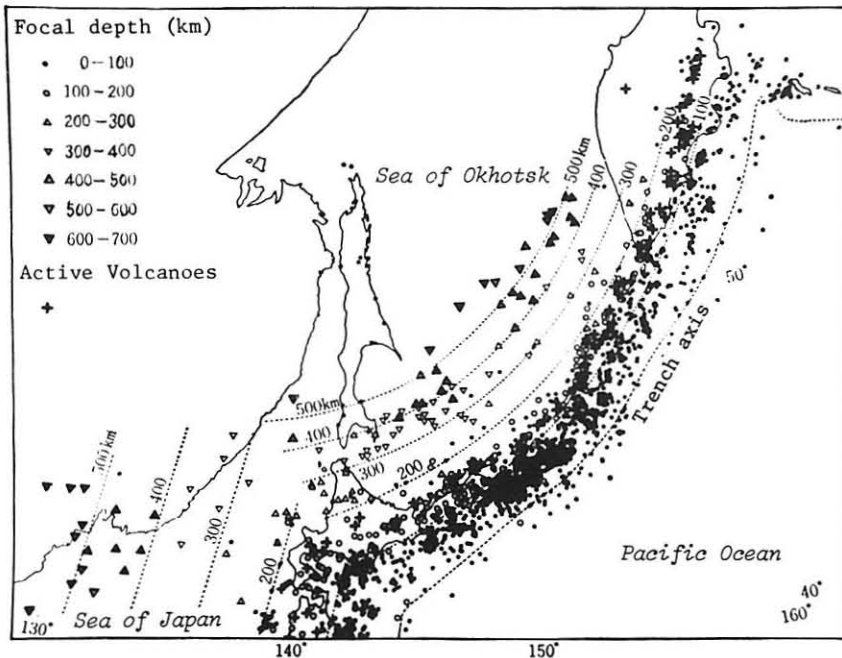 Focal depth (km)
0-100
100-200
200-300
300-400
400-500
500-600
600-700
Active Volcanoes
Sea of Okhotsk
500km
400
300
200
100
50°
Trench axis
500km
400
300
200
500km
400
300
200
Pacific Ocean
Sea of Japan
130°
140°
150°
160°
40°